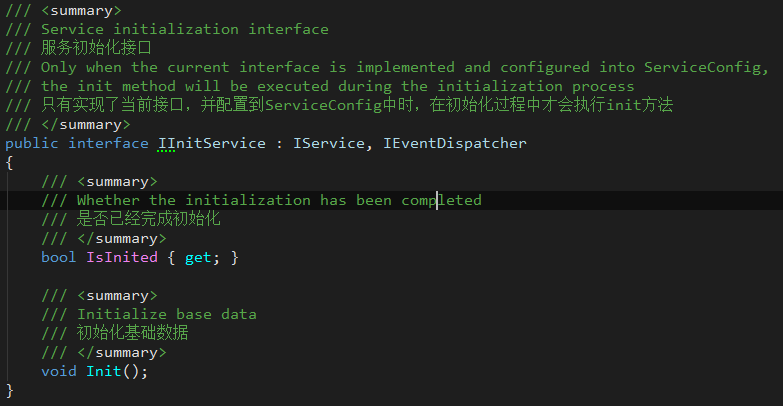 /// <summary>
/// Service initialization interface
/// 服务初始化接口
/// Only when the current interface is implemented and configured into ServiceConfig,
/// the init method will be executed during the initialization process
/// 只有实现了当前接口，并配置到ServiceConfig中时，在初始化过程中才会执行init方法
/// </summary>
public interface IInitService : IService, IEventDispatcher
{
/// <summary>
/// Whether the initialization has been completed
/// 是否已经完成初始化
/// </summary>
bool IsInited { get; }
/// <summary>
/// Initialize base data
/// 初始化基础数据
/// </summary>
void Init();
}